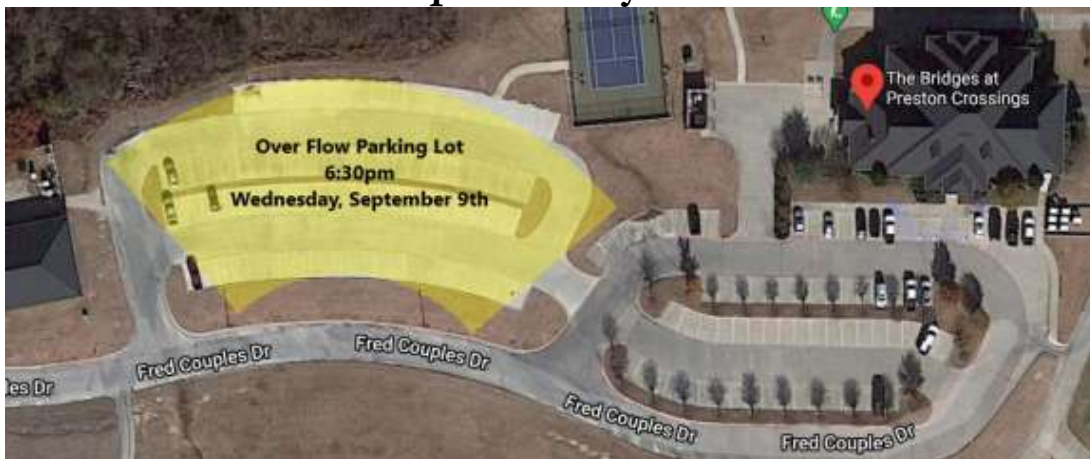 The Bridges at
Preston Crossings
Over Flow Parking Lot
6:30pm
Wednesday, September 9th
Fred Couples Dr
Fred Couples Dr
les Dr
Fred Couples Dr
Fred Couples Dr